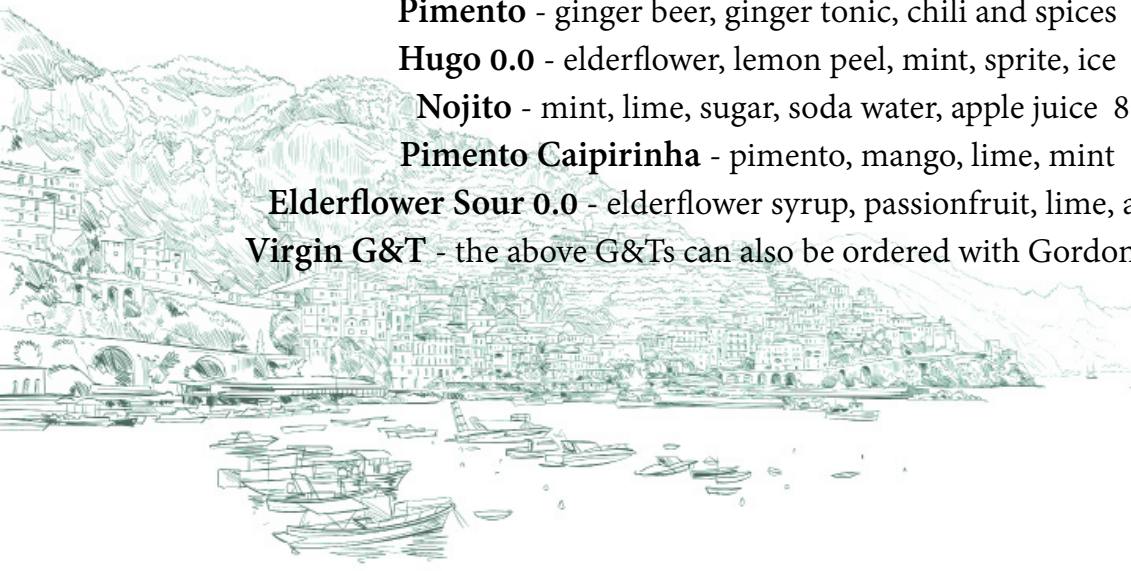 Pimento - ginger beer, ginger tonic, chili and spices
Hugo 0.0 - elderflower, lemon peel, mint, sprite, ice
Nojito - mint, lime, sugar, soda water, apple juice 8
Pimento Caipirinha - pimento, mango, lime, mint
Elderflower Sour 0.0 - elderflower syrup, passionfruit, lime,
Virgin G&T - the above G&Ts can also be ordered with Gordon